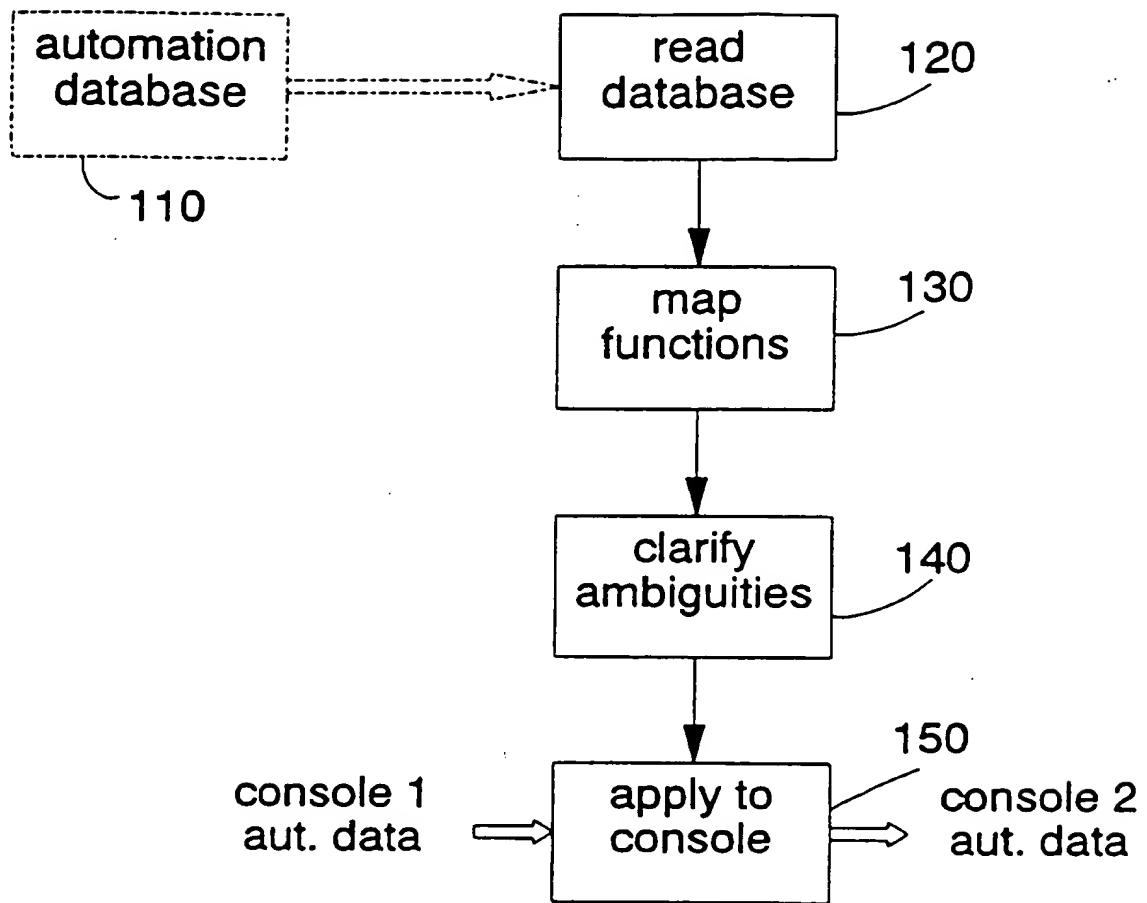 automation
database
110
read
database
120
map
functions
130
clarify
ambiguities
140
apply to
console
150
console 1
aut. data
console 2
aut. data